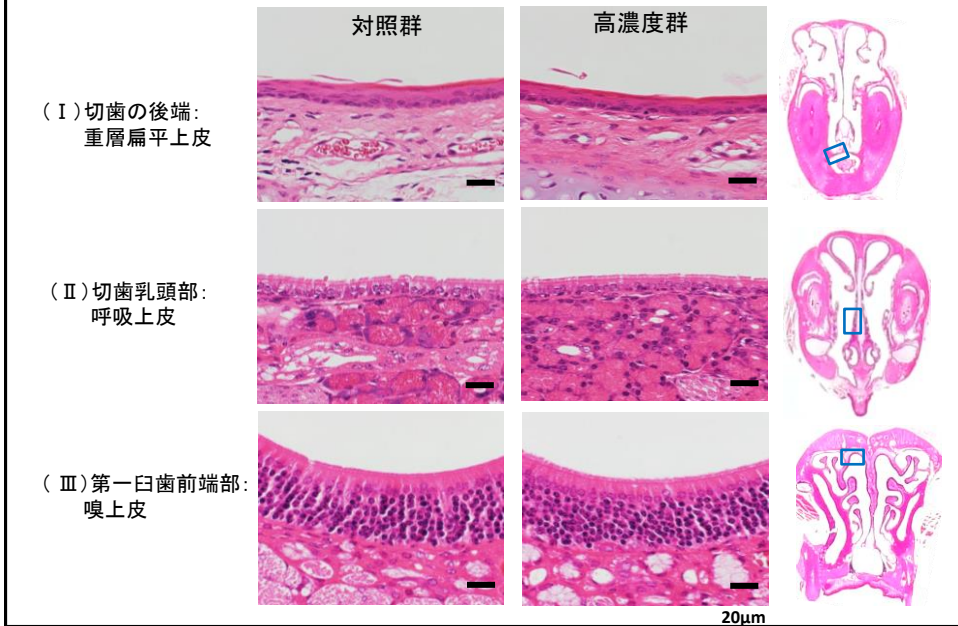 対照群
高濃度群
(Ⅰ)切歯の後端:
重層扁平上皮
(Ⅱ)切歯乳頭部:
呼吸上皮
(Ⅲ)第一臼歯前端部:
嗅上皮
20μm